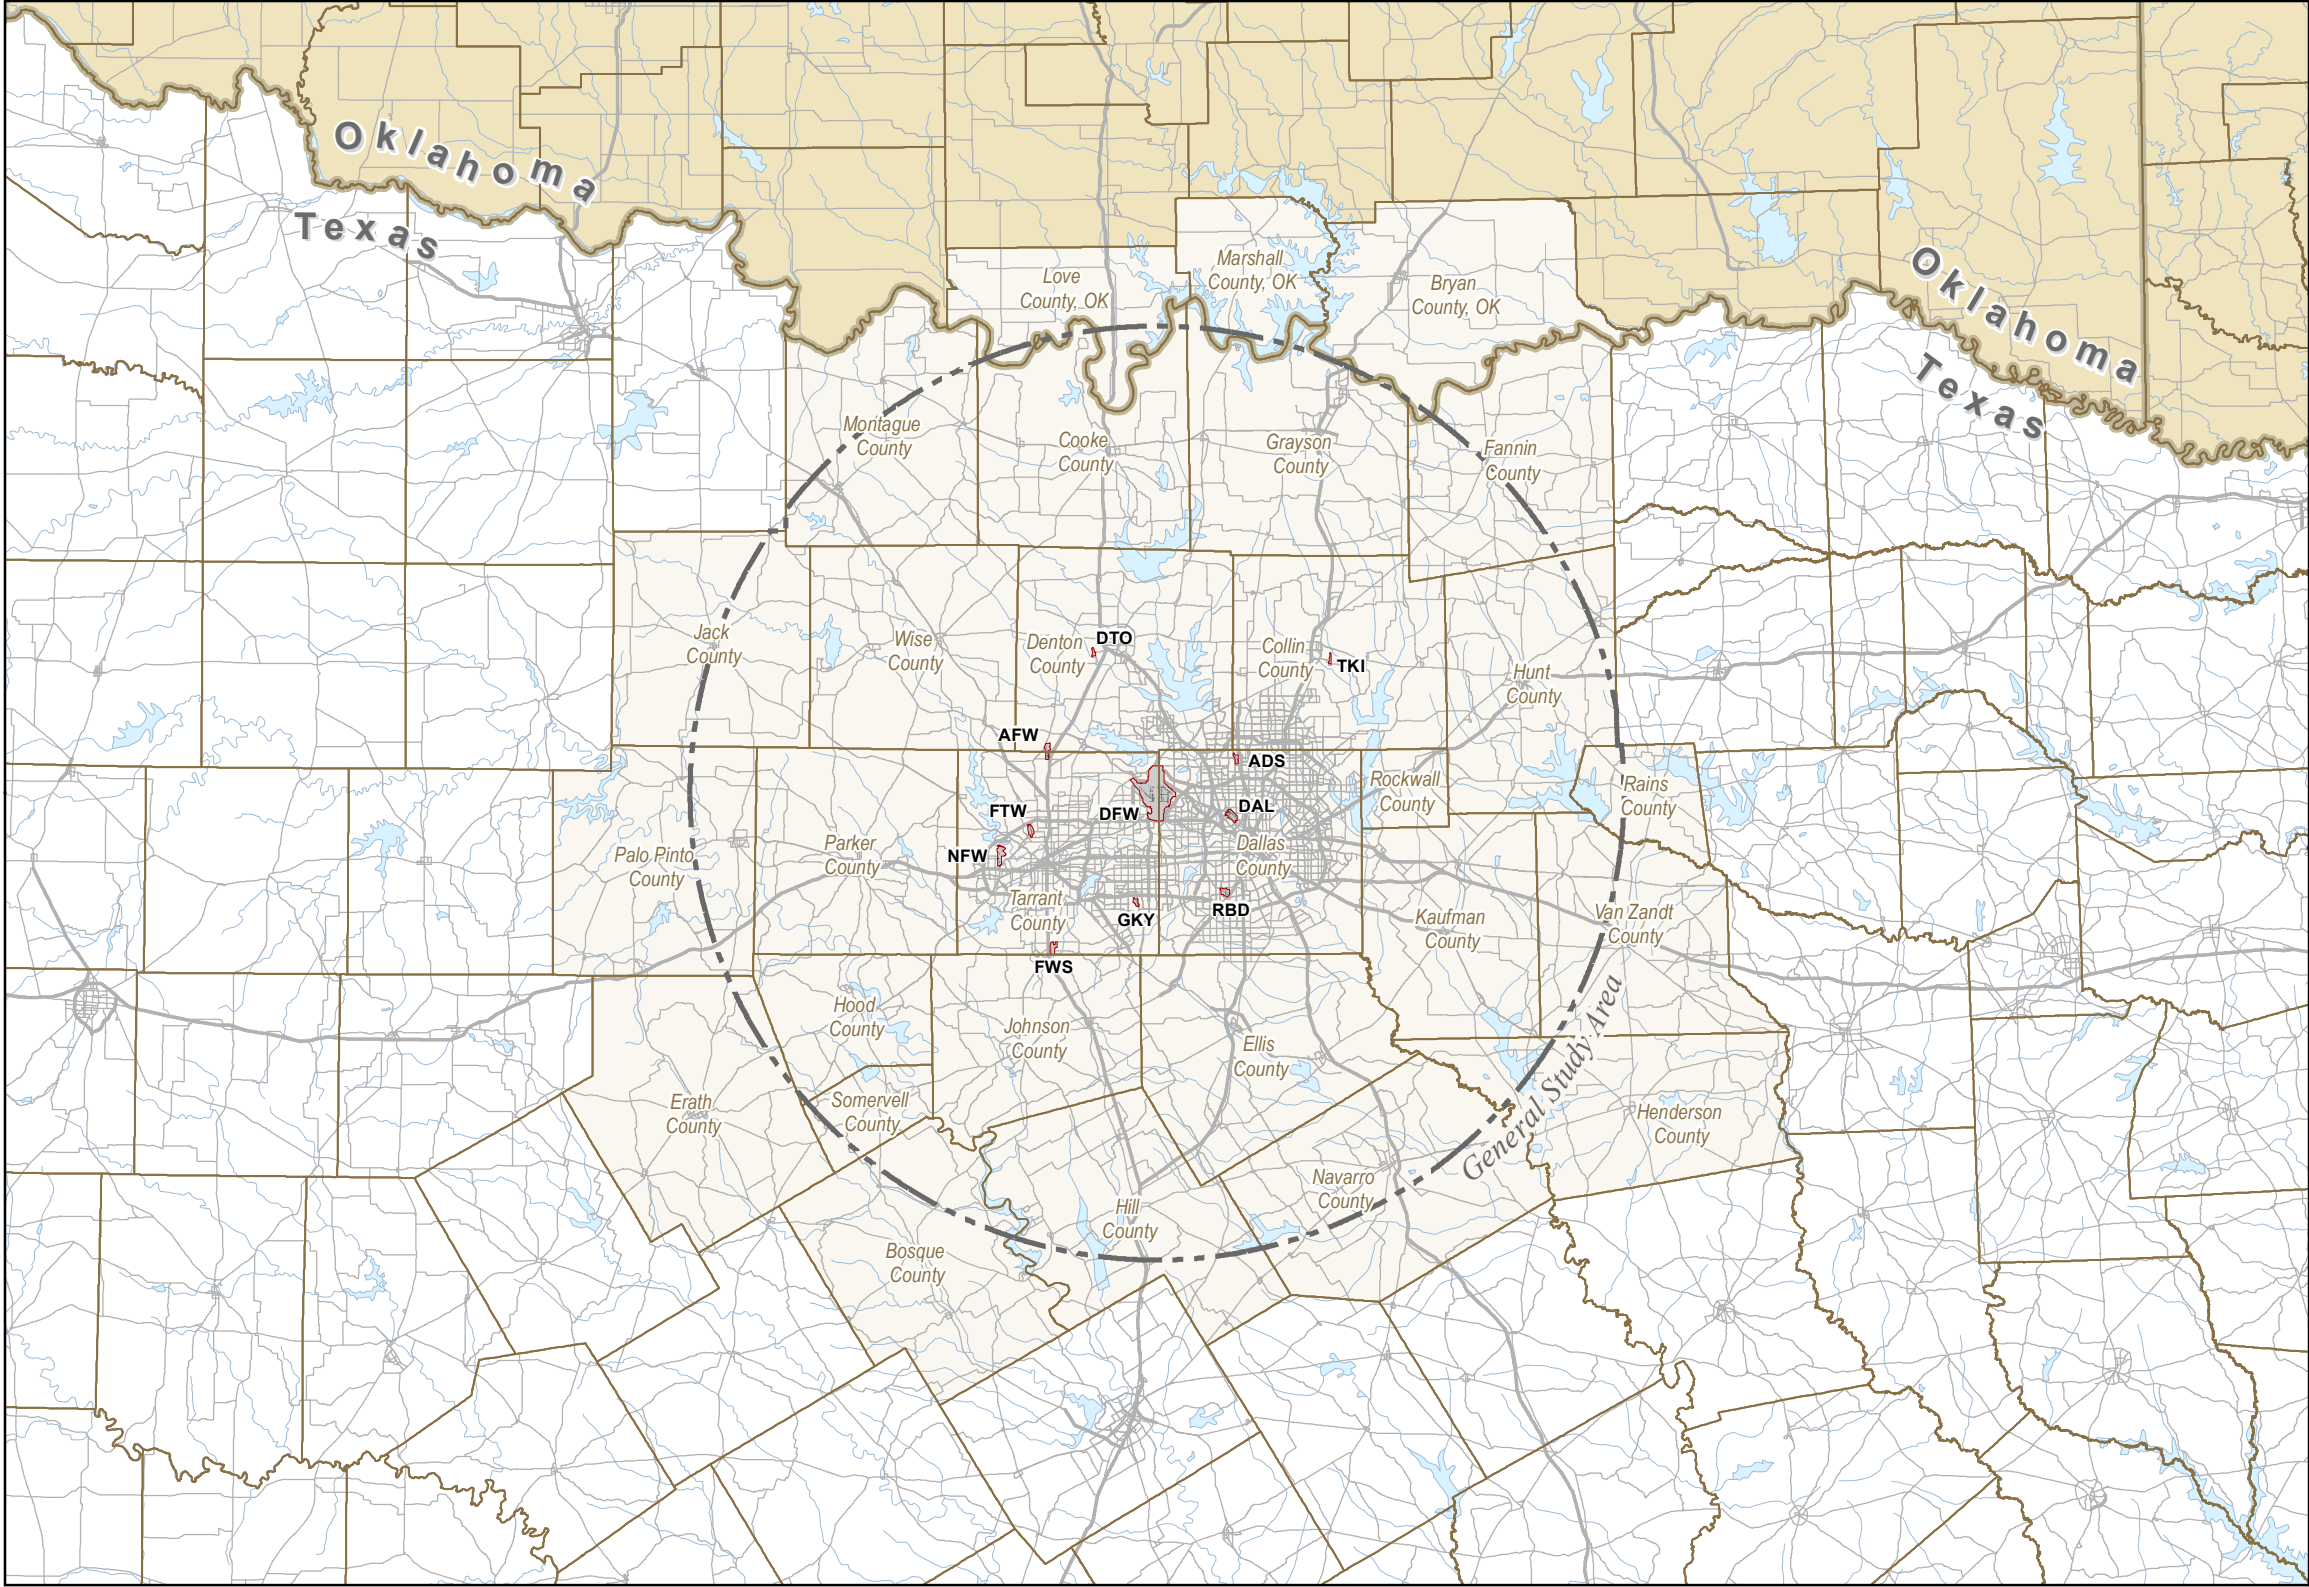 Oklahoma
Texas
Oklahoma
Texas
Love
County, OK
Marshall
County, OK
Bryan
County, OK
Montague
County
Cooke
County
Grayson
County
Fannin
County
Jack
County
Wise
County
Denton
County
DTO
Collin
County
TKI
Hunt
County
AFW
ADS
Rockwall
County
Rains
County
FTW
DFW
DAL
NFW
Palo Pinto
County
Parker
County
Dallas
County
Tarrant
County
GKY
RBD
Kaufman
County
Van Zandt
County
FWS
Hood
County
Johnson
County
Ellis
County
General Study Area
Erath
County
Somervell
County
Henderson
County
Navarro
County
Hill
County
Bosque
County